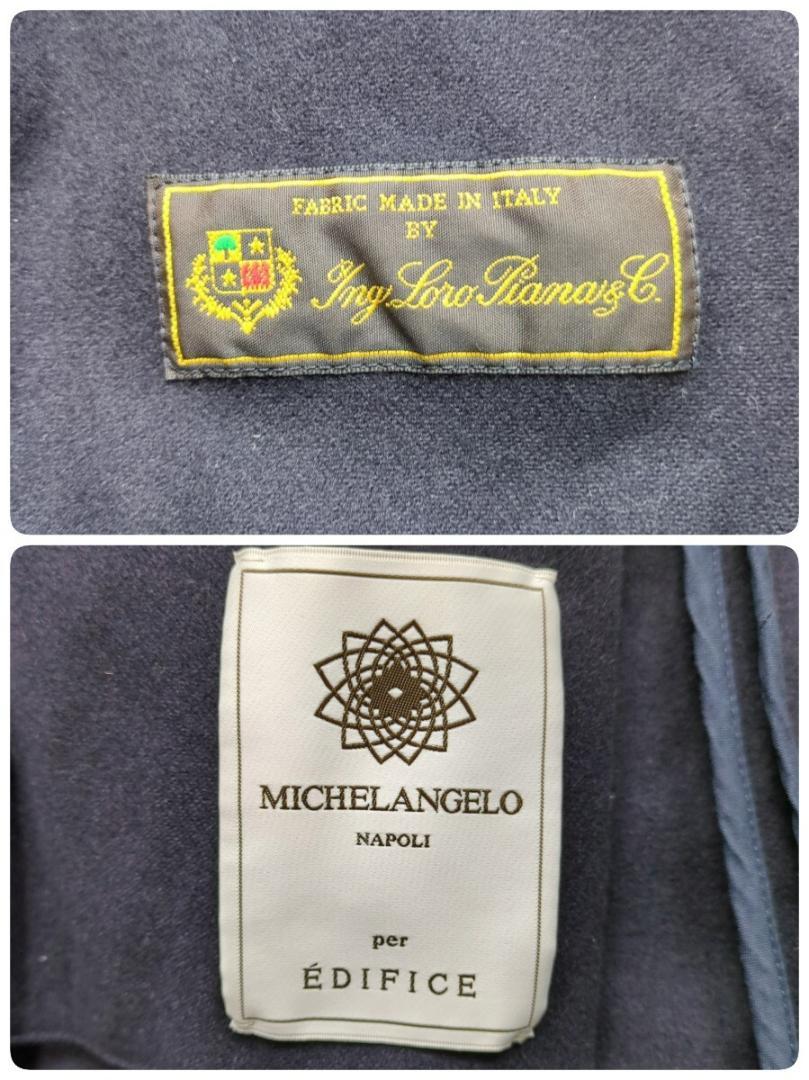 FABRIC MADE IN ITALY
BY
Ing. Loro Piana & C.
MICHELANGELO
NAPOLI
per
ÉDIFICE